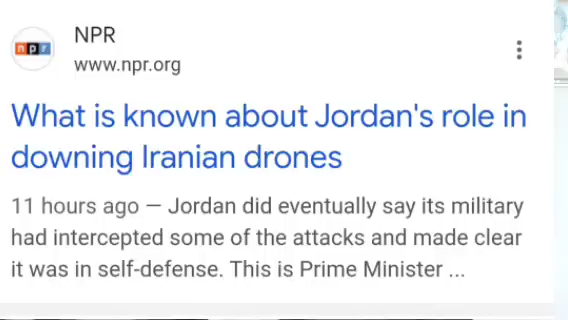 NPR
npr
www.npr.org
What is known about Jordan's role in
downing Iranian drones
11 hours ago — Jordan did eventually say its military
had intercepted some of the attacks and made clear
it was in self-defense. This is Prime Minister ...